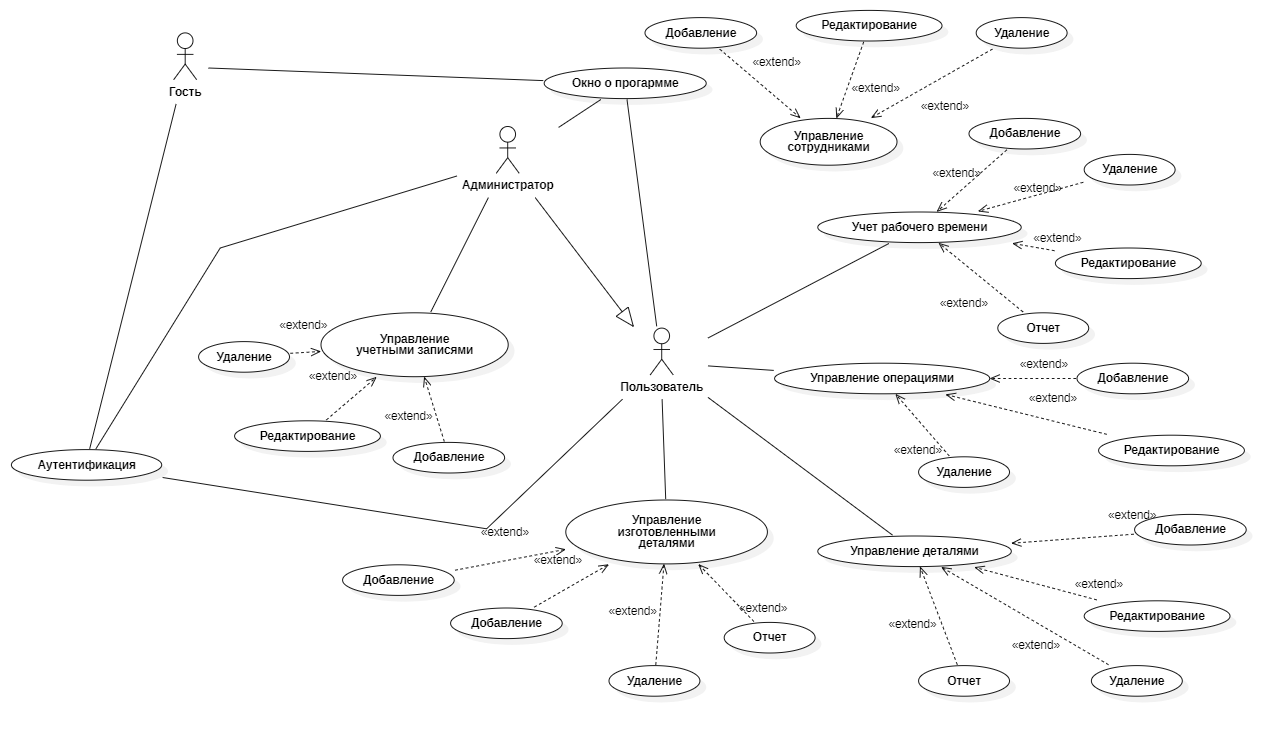 Гость
Окно о прогармме
Администратор
Добавление
Редактирование
Удаление
«extend»
«extend»
«extend»
Управление
сотрудниками
Добавление
Удаление
«extend»
«extend»
Учет рабочего времени
«extend»
Редактирование
«extend»
Отчет
«extend»
Удаление
«extend»
Управление
учетными записями
«extend»
Редактирование
«extend»
Добавление
Аутентификация
Пользователь
Управление операциями
«extend»
Добавление
«extend»
Редактирование
«extend»
Удаление
Управление
изготовленными
деталями
«extend»
Добавление
«extend»
Добавление
«extend»
Удаление
«extend»
Отчет
Управление деталями
«extend»
Добавление
«extend»
Редактирование
«extend»
Отчет
«extend»
Удаление